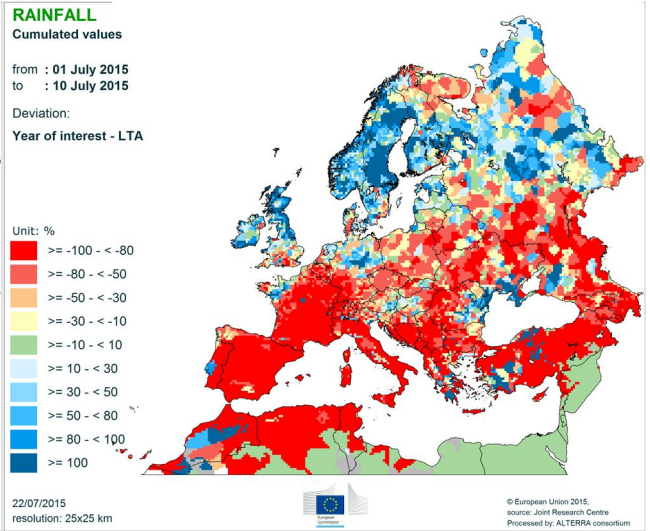 RAINFALL
Cumulated values
from : 01 July 2015
to : 10 July 2015
Deviation:
Year of interest - LTA
Unit: %
>= -100 - < -80
>= -80 - < -50
>= -50 - < -30
>= -30 - < -10
>= -10 - < 10
>= 10 - < 30
>= 30 - < 50
>= 50 - < 80
>= 80 - < 100
>= 100
22/07/2015
resolution: 25x25 km
European
Commission
© European Union 2015,
source: Joint Research Centre
Processed by: ALTERRA consortium